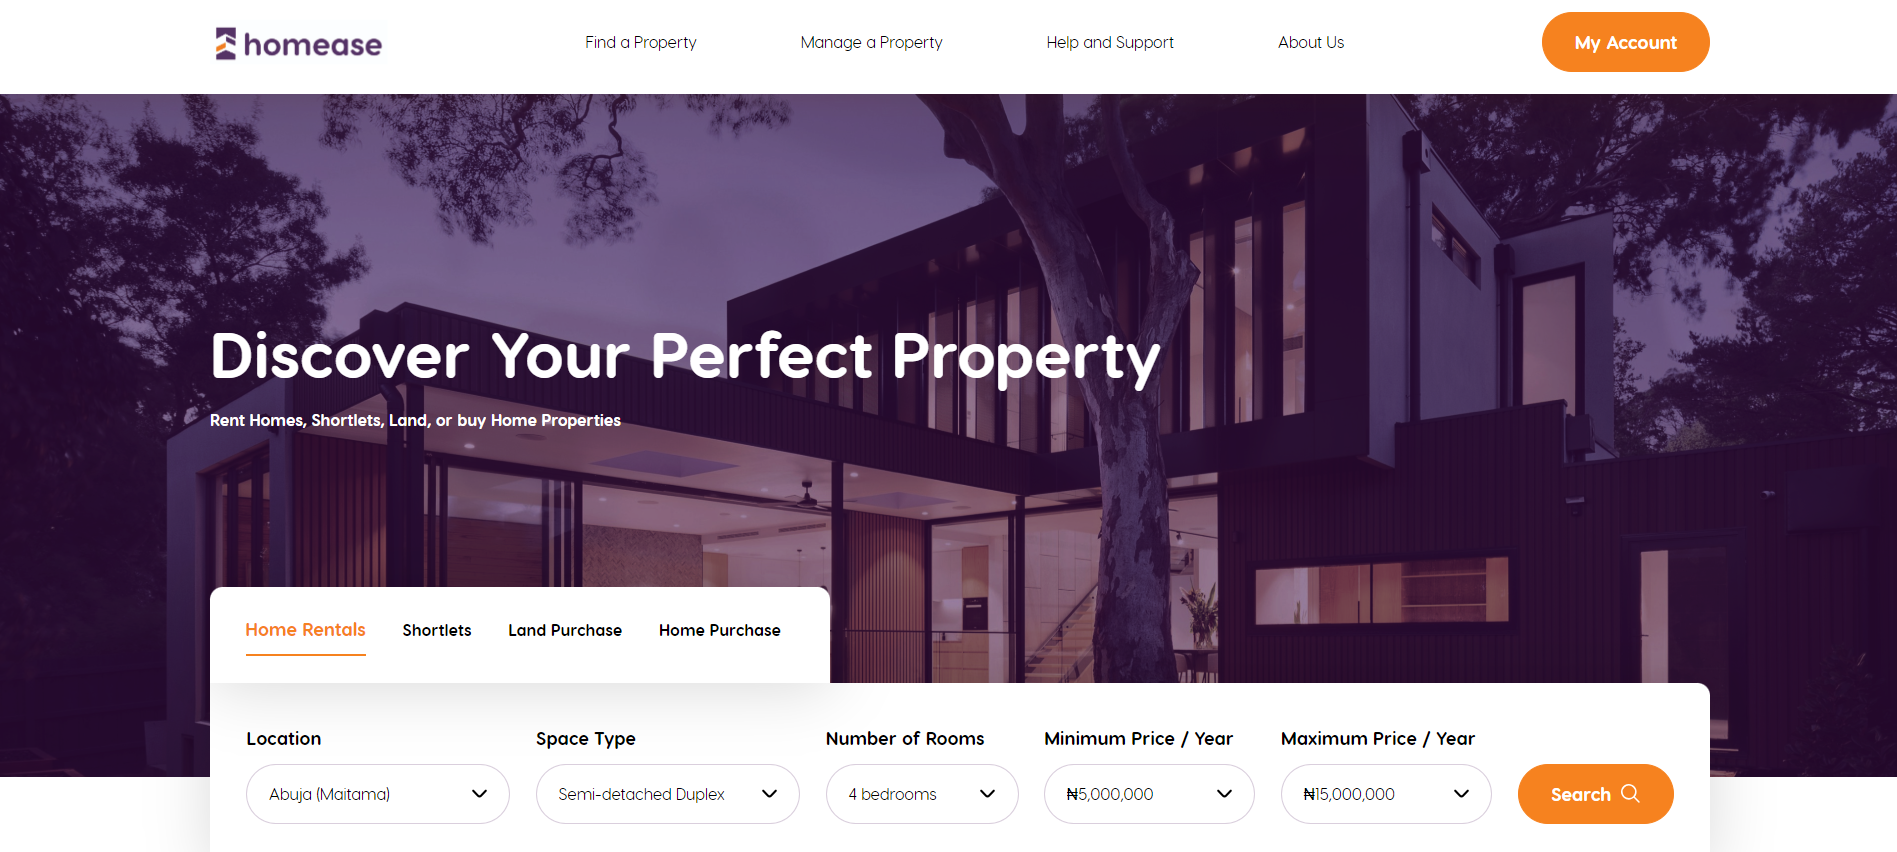 homease
Find a Property
Manage a Property
Help and Support
About Us
My Account
Discover Your Perfect Property
Rent Homes, Shortlets, Land, or buy Home Properties
Home Rentals
Shortlets
Land Purchase
Home Purchase
Location
Space Type
Number of Rooms
Minimum Price / Year
Maximum Price / Year
Abuja (Maitama)
Semi-detached Duplex
4 bedrooms
₦5,000,000
₦15,000,000
Search